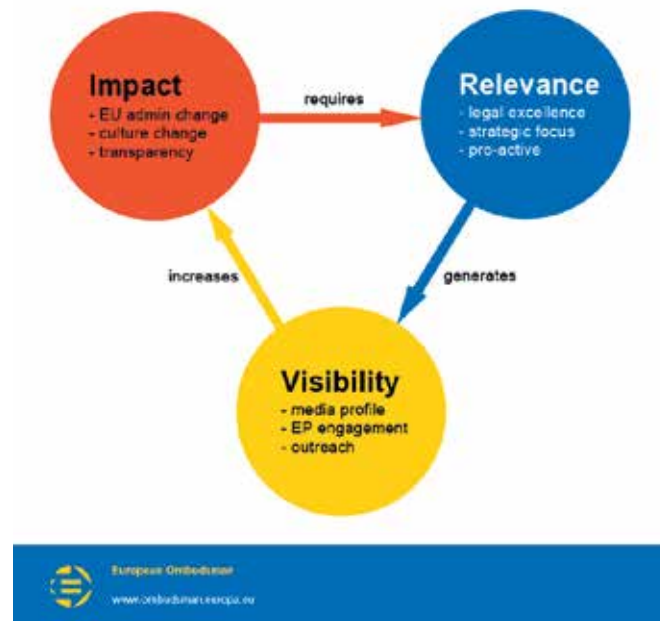 Impact
- EU admin change
- culture change
- transparency
requires
Relevance
- legal excellence
- strategic focus
- pro-active
increases
generates
Visibility
- media profile
- EP engagement
- outreach
European Ombudsman
www.ombudsman.europa.eu